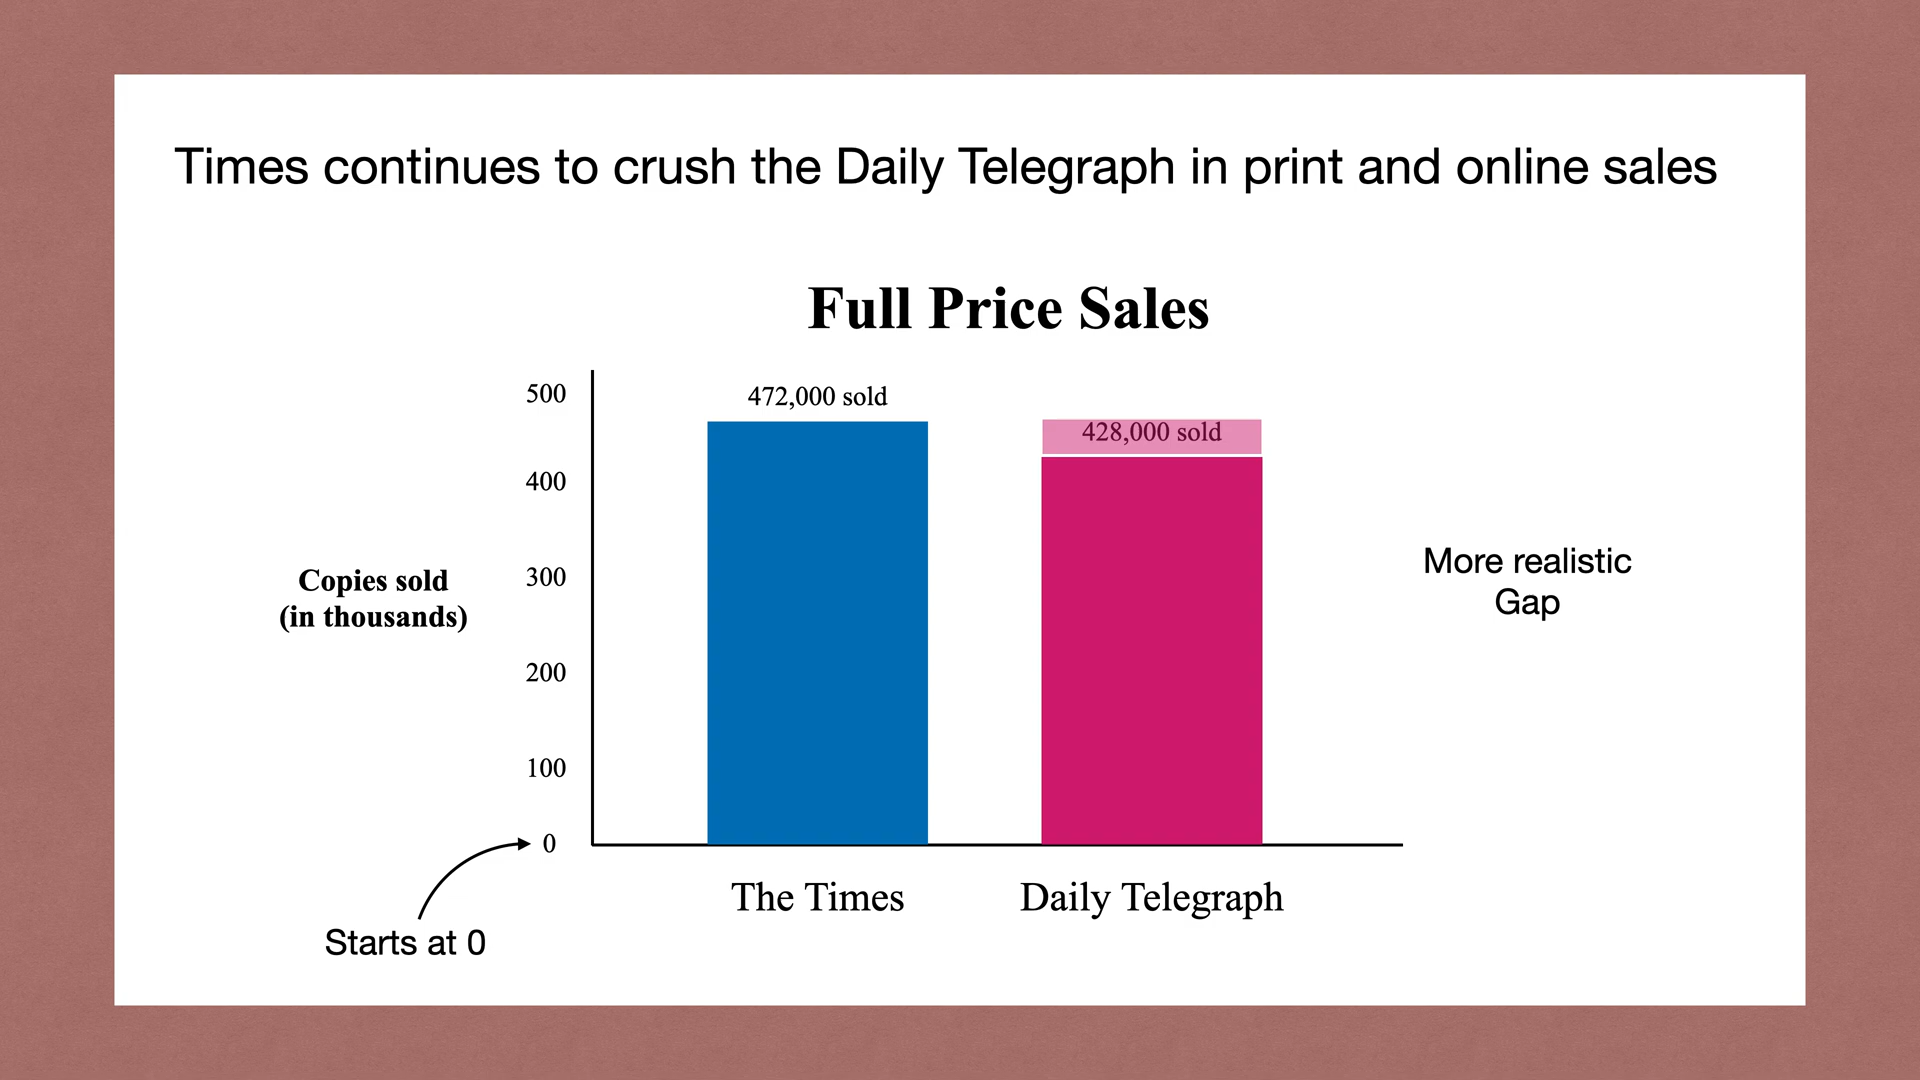 Times continues to crush the Daily Telegraph in print and online sales
Full Price Sales
500
472,000 sold
428,000 sold
400
300
Copies sold
(in thousands)
200
100
0
More realistic
Gap
The Times
Daily Telegraph
Starts at 0